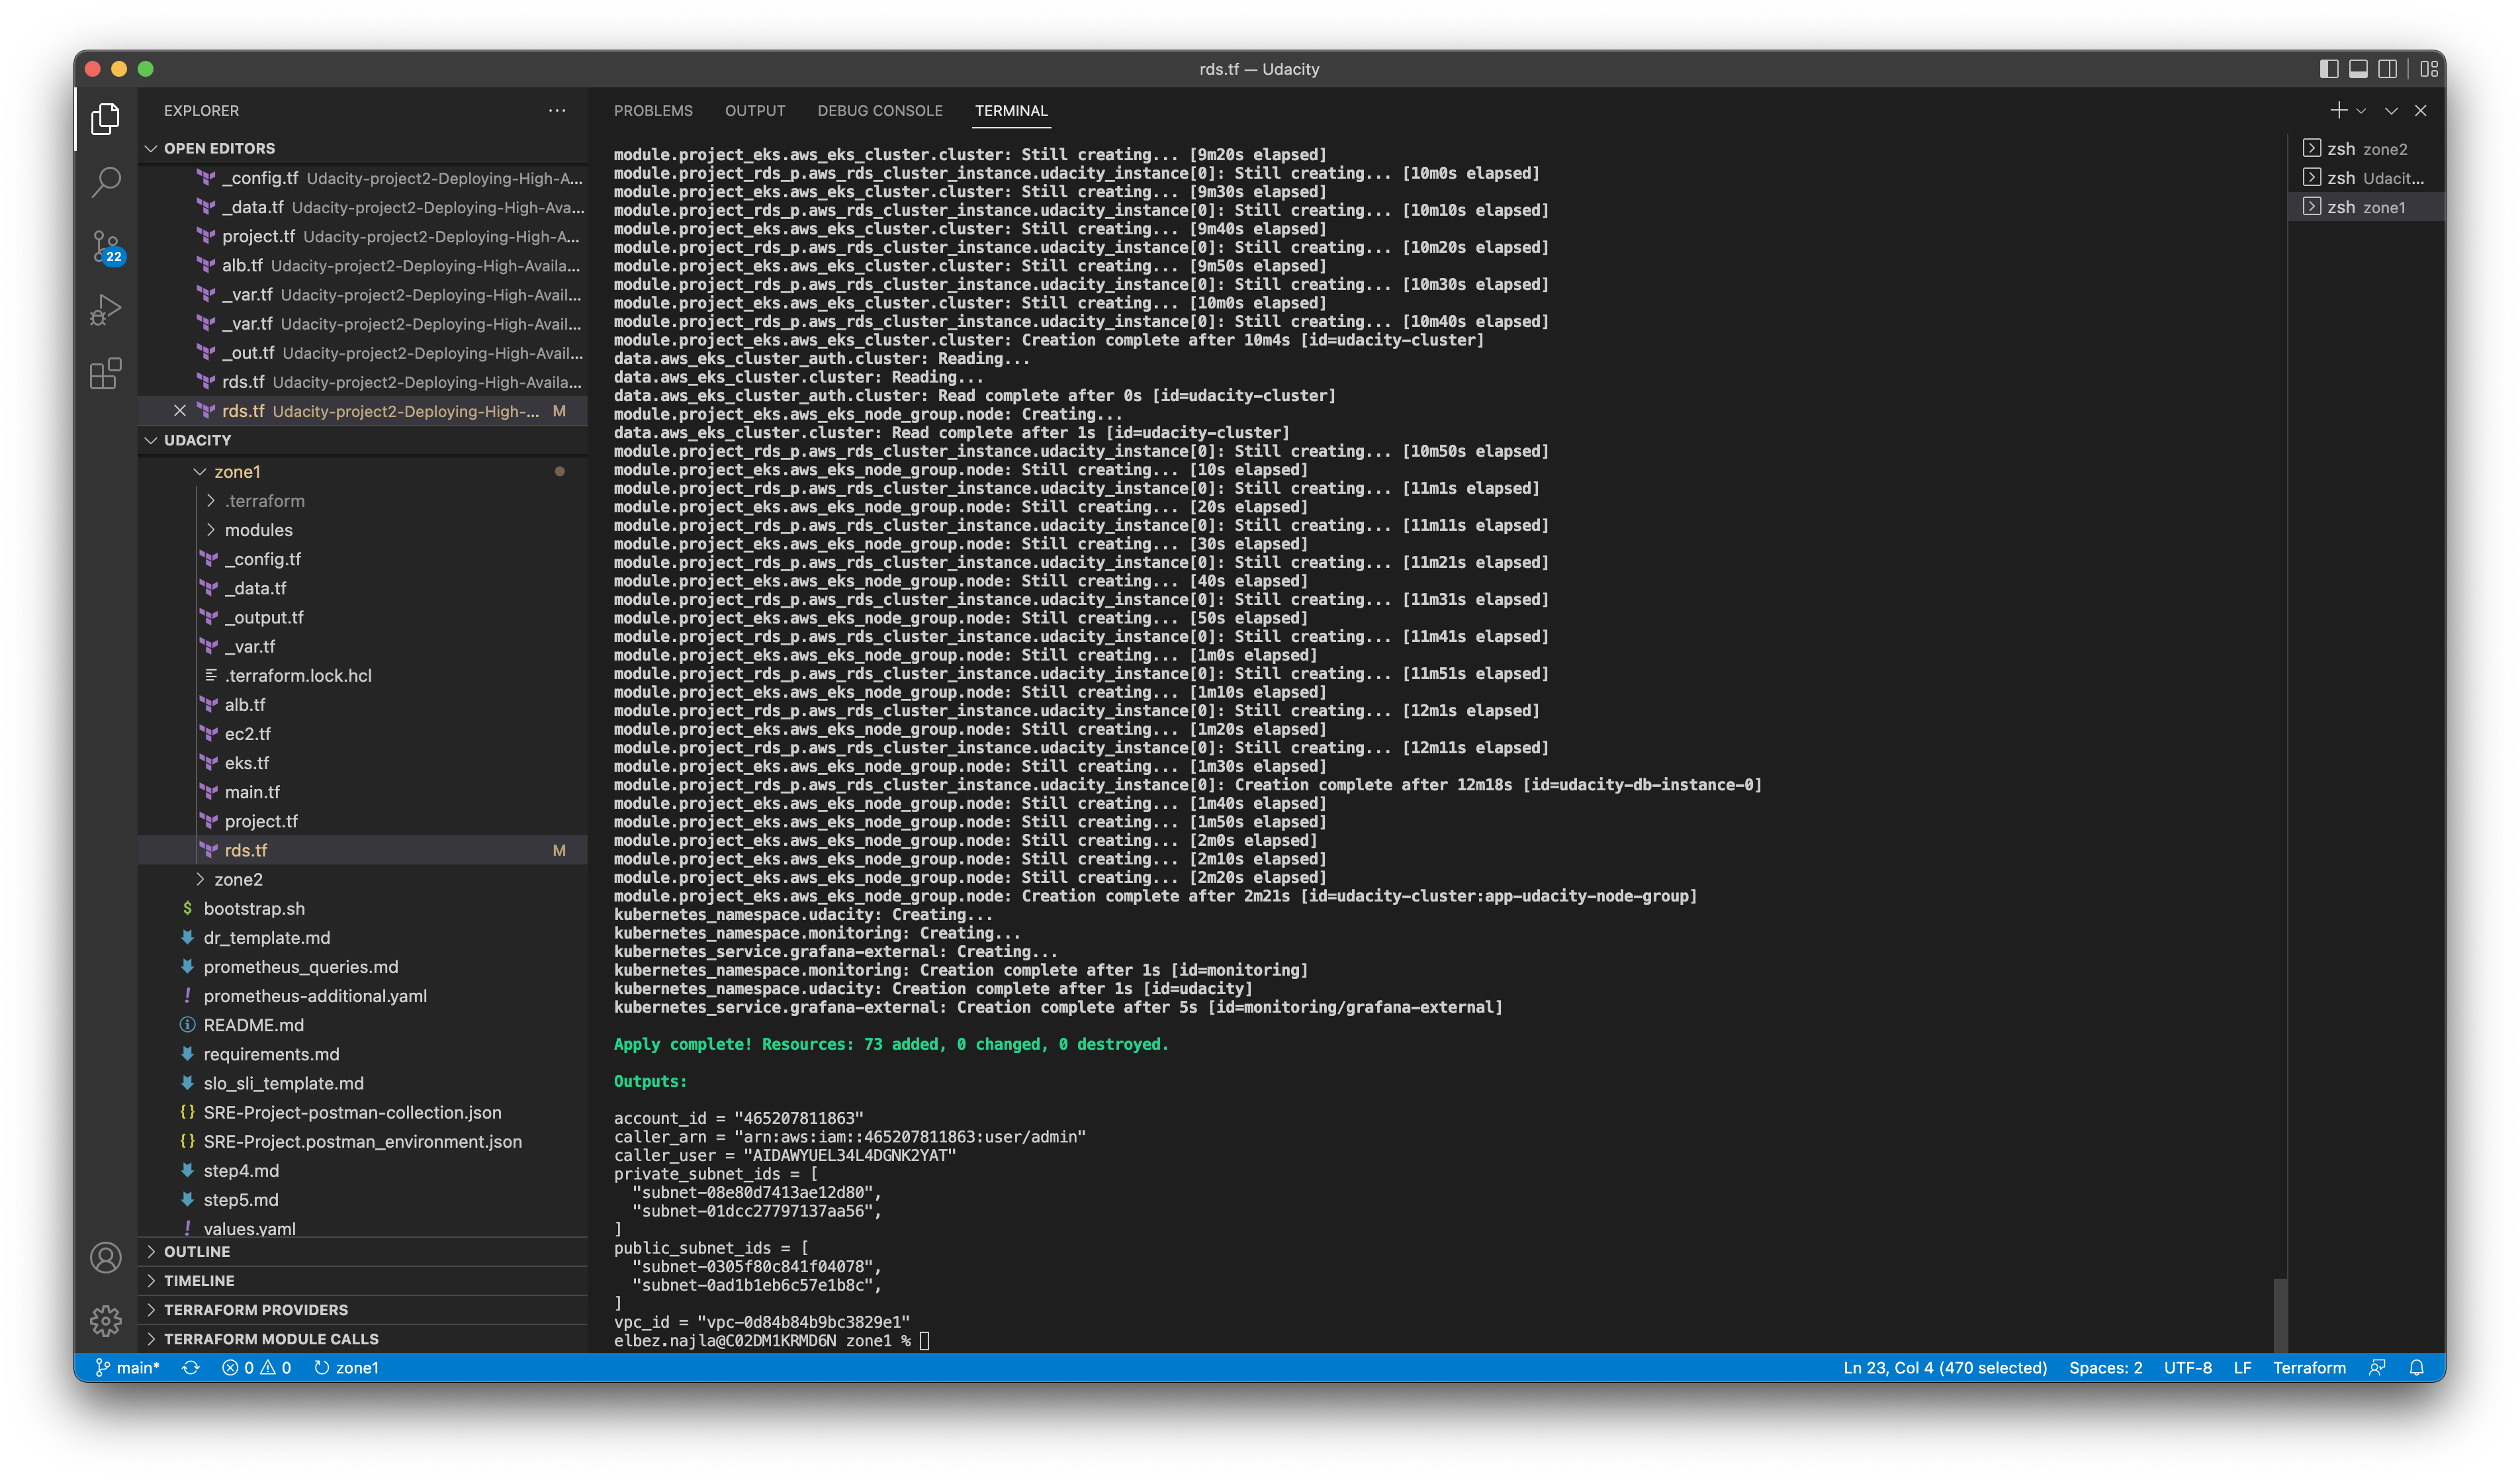 rds.tf — Udacity
EXPLORER
OPEN EDITORS
_config.tf Udacity-project2-Deploying-High-A...
_data.tf Udacity-project2-Deploying-High-Ava...
project.tf Udacity-project2-Deploying-High-A...
alb.tf Udacity-project2-Deploying-High-Availa...
_var.tf Udacity-project2-Deploying-High-Avail...
_var.tf Udacity-project2-Deploying-High-Avail...
_out.tf Udacity-project2-Deploying-High-Avail...
rds.tf Udacity-project2-Deploying-High-Availa...
rds.tf Udacity-project2-Deploying-High-... M
UDACITY
zone1
.terraform
modules
_config.tf
_data.tf
_output.tf
_var.tf
.terraform.lock.hcl
alb.tf
ec2.tf
eks.tf
main.tf
project.tf
rds.tf M
zone2
bootstrap.sh
dr_template.md
prometheus_queries.md
prometheus-additional.yaml
README.md
requirements.md
slo_sli_template.md
SRE-Project-postman-collection.json
SRE-Project.postman_environment.json
step4.md
step5.md
values.yaml
OUTLINE
TIMELINE
TERRAFORM PROVIDERS
TERRAFORM MODULE CALLS
22
PROBLEMS OUTPUT DEBUG CONSOLE TERMINAL
module.project_eks.aws_eks_cluster.cluster: Still creating... [9m20s elapsed]
module.project_rds_p.aws_rds_cluster_instance.udacity_instance[0]: Still creating... [10m0s elapsed]
module.project_eks.aws_eks_cluster.cluster: Still creating... [9m30s elapsed]
module.project_rds_p.aws_rds_cluster_instance.udacity_instance[0]: Still creating... [10m10s elapsed]
module.project_eks.aws_eks_cluster.cluster: Still creating... [9m40s elapsed]
module.project_rds_p.aws_rds_cluster_instance.udacity_instance[0]: Still creating... [10m20s elapsed]
module.project_eks.aws_eks_cluster.cluster: Still creating... [9m50s elapsed]
module.project_rds_p.aws_rds_cluster_instance.udacity_instance[0]: Still creating... [10m30s elapsed]
module.project_eks.aws_eks_cluster.cluster: Still creating... [10m0s elapsed]
module.project_rds_p.aws_rds_cluster_instance.udacity_instance[0]: Still creating... [10m40s elapsed]
module.project_eks.aws_eks_cluster.cluster: Creation complete after 10m4s [id=udacity-cluster]
data.aws_eks_cluster_auth.cluster: Reading...
data.aws_eks_cluster.cluster: Reading...
data.aws_eks_cluster_auth.cluster: Read complete after 0s [id=udacity-cluster]
module.project_eks.aws_eks_node_group.node: Creating...
data.aws_eks_cluster.cluster: Read complete after 1s [id=udacity-cluster]
module.project_rds_p.aws_rds_cluster_instance.udacity_instance[0]: Still creating... [10m50s elapsed]
module.project_eks.aws_eks_node_group.node: Still creating... [10s elapsed]
module.project_rds_p.aws_rds_cluster_instance.udacity_instance[0]: Still creating... [11m1s elapsed]
module.project_eks.aws_eks_node_group.node: Still creating... [20s elapsed]
module.project_rds_p.aws_rds_cluster_instance.udacity_instance[0]: Still creating... [11m11s elapsed]
module.project_eks.aws_eks_node_group.node: Still creating... [30s elapsed]
module.project_rds_p.aws_rds_cluster_instance.udacity_instance[0]: Still creating... [11m21s elapsed]
module.project_eks.aws_eks_node_group.node: Still creating... [40s elapsed]
module.project_rds_p.aws_rds_cluster_instance.udacity_instance[0]: Still creating... [11m31s elapsed]
module.project_eks.aws_eks_node_group.node: Still creating... [50s elapsed]
module.project_rds_p.aws_rds_cluster_instance.udacity_instance[0]: Still creating... [11m41s elapsed]
module.project_eks.aws_eks_node_group.node: Still creating... [1m0s elapsed]
module.project_rds_p.aws_rds_cluster_instance.udacity_instance[0]: Still creating... [11m51s elapsed]
module.project_eks.aws_eks_node_group.node: Still creating... [1m10s elapsed]
module.project_rds_p.aws_rds_cluster_instance.udacity_instance[0]: Still creating... [12m1s elapsed]
module.project_eks.aws_eks_node_group.node: Still creating... [1m20s elapsed]
module.project_rds_p.aws_rds_cluster_instance.udacity_instance[0]: Still creating... [12m11s elapsed]
module.project_eks.aws_eks_node_group.node: Still creating... [1m30s elapsed]
module.project_rds_p.aws_rds_cluster_instance.udacity_instance[0]: Creation complete after 12m18s [id=udacity-db-instance-0]
module.project_eks.aws_eks_node_group.node: Still creating... [1m40s elapsed]
module.project_eks.aws_eks_node_group.node: Still creating... [1m50s elapsed]
module.project_eks.aws_eks_node_group.node: Still creating... [2m0s elapsed]
module.project_eks.aws_eks_node_group.node: Still creating... [2m10s elapsed]
module.project_eks.aws_eks_node_group.node: Still creating... [2m20s elapsed]
module.project_eks.aws_eks_node_group.node: Creation complete after 2m21s [id=udacity-cluster:app-udacity-node-group]
kubernetes_namespace.udacity: Creating...
kubernetes_namespace.monitoring: Creating...
kubernetes_service.grafana-external: Creating...
kubernetes_namespace.monitoring: Creation complete after 1s [id=monitoring]
kubernetes_namespace.udacity: Creation complete after 1s [id=udacity]
kubernetes_service.grafana-external: Creation complete after 5s [id=monitoring/grafana-external]
Apply complete! Resources: 73 added, 0 changed, 0 destroyed.
Outputs:
account_id = "465207811863"
caller_arn = "arn:aws:iam::465207811863:user/admin"
caller_user = "AIDAWYUEL34L4DGNK2YAT"
private_subnet_ids = [
"subnet-08e80d7413ae12d80",
"subnet-01dcc27797137aa56",
]
public_subnet_ids = [
"subnet-0305f80c841f04078",
"subnet-0ad1b1eb6c57e1b8c",
]
vpc_id = "vpc-0d84b84b9bc3829e1"
elbez.najla@C02DM1KRMD6N zone1 %
zsh zone2
zsh Udacit...
zsh zone1
main* 0 0 zone1
Ln 23, Col 4 (470 selected) Spaces: 2 UTF-8 LF Terraform